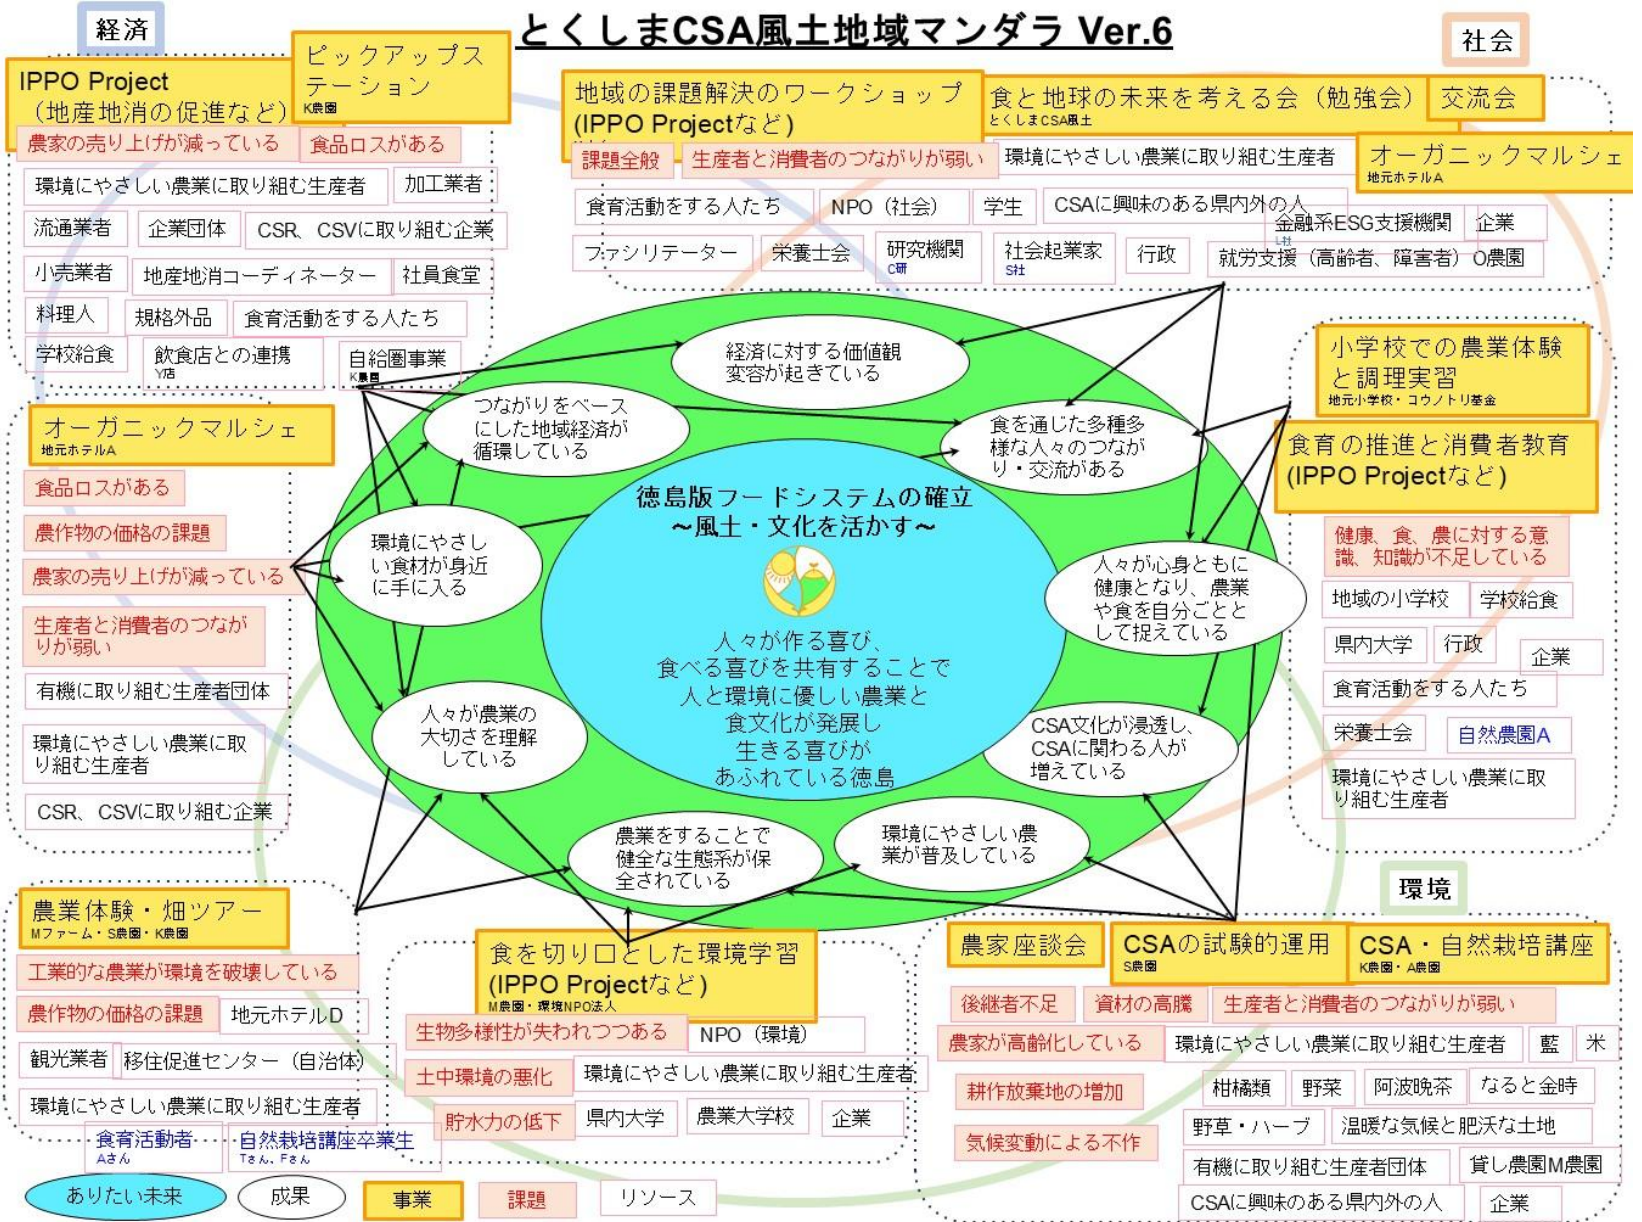 とくしまCSA風土地域マンダラ Ver.6
経済
社会
IPPO Project
（地産地消の促進など）
ピックアップス
テーション
K農園
農家の売り上げが減っている
食品ロスがある
環境にやさしい農業に取り組む生産者
加工業者
流通業者
企業団体
CSR、CSVに取り組む企業
小売業者
地産地消コーディネーター
社員食堂
料理人
規格外品
食育活動をする人たち
学校給食
飲食店との連携
Y店
自給圏事業
K農園
地域の課題解決のワークショップ
(IPPO Projectなど)
食と地球の未来を考える会（勉強会）
とくしまCSA風土
交流会
オーガニックマルシェ
地元ホテルA
課題全般
生産者と消費者のつながりが弱い
環境にやさしい農業に取り組む生産者
食育活動をする人たち
NPO（社会）
学生
CSAに興味のある県内外の人
金融系ESG支援機関
L社
企業
ファシリテーター
栄養士会
研究機関
C研
社会起業家
S社
行政
就労支援（高齢者、障害者）O農園
オーガニックマルシェ
地元ホテルA
食品ロスがある
農作物の価格の課題
農家の売り上げが減っている
生産者と消費者のつなが
りが弱い
有機に取り組む生産者団体
環境にやさしい農業に取
り組む生産者
CSR、CSVに取り組む企業
経済に対する価値観
変容が起きている
つながりをベース
にした地域経済が
循環している
食を通じた多種多
様な人々のつなが
り・交流がある
環境にやさし
い食材が身近
に手に入る
人々が心身ともに
健康となり、農業
や食を自分ごとと
して捉えている
人々が農業の
大切さを理解
している
CSA文化が浸透し、
CSAに関わる人が
増えている
農業をすることで
健全な生態系が保
全されている
環境にやさしい農
業が普及している
徳島版フードシステムの確立
～風土・文化を活かす～
人々が作る喜び、
食べる喜びを共有することで
人と環境に優しい農業と
食文化が発展し
生きる喜びが
あふれている徳島
小学校での農業体験
と調理実習
地元小学校・コウノトリ基金
食育の推進と消費者教育
(IPPO Projectなど)
健康、食、農に対する意
識、知識が不足している
地域の小学校
学校給食
県内大学
行政
企業
食育活動をする人たち
栄養士会
自然農園A
環境にやさしい農業に取
り組む生産者
環境
農業体験・畑ツアー
Mファーム・S農園・K農園
工業的な農業が環境を破壊している
農作物の価格の課題
地元ホテルD
観光業者
移住促進センター（自治体）
環境にやさしい農業に取り組む生産者
食育活動者
Aさん
自然栽培講座卒業生
Tさん、Fさん
食を切り口とした環境学習
(IPPO Projectなど)
M農園・環境NPO法人
生物多様性が失われつつある
NPO（環境）
土中環境の悪化
環境にやさしい農業に取り組む生産者
貯水力の低下
県内大学
農業大学校
企業
農家座談会
CSAの試験的運用
S農園
CSA・自然栽培講座
K農園・A農園
後継者不足
資材の高騰
生産者と消費者のつながりが弱い
農家が高齢化している
環境にやさしい農業に取り組む生産者
藍
米
耕作放棄地の増加
柑橘類
野菜
阿波晩茶
なると金時
気候変動による不作
野草・ハーブ
温暖な気候と肥沃な土地
有機に取り組む生産者団体
貸し農園M農園
CSAに興味のある県内外の人
企業
ありたい未来
成果
事業
課題
リソース